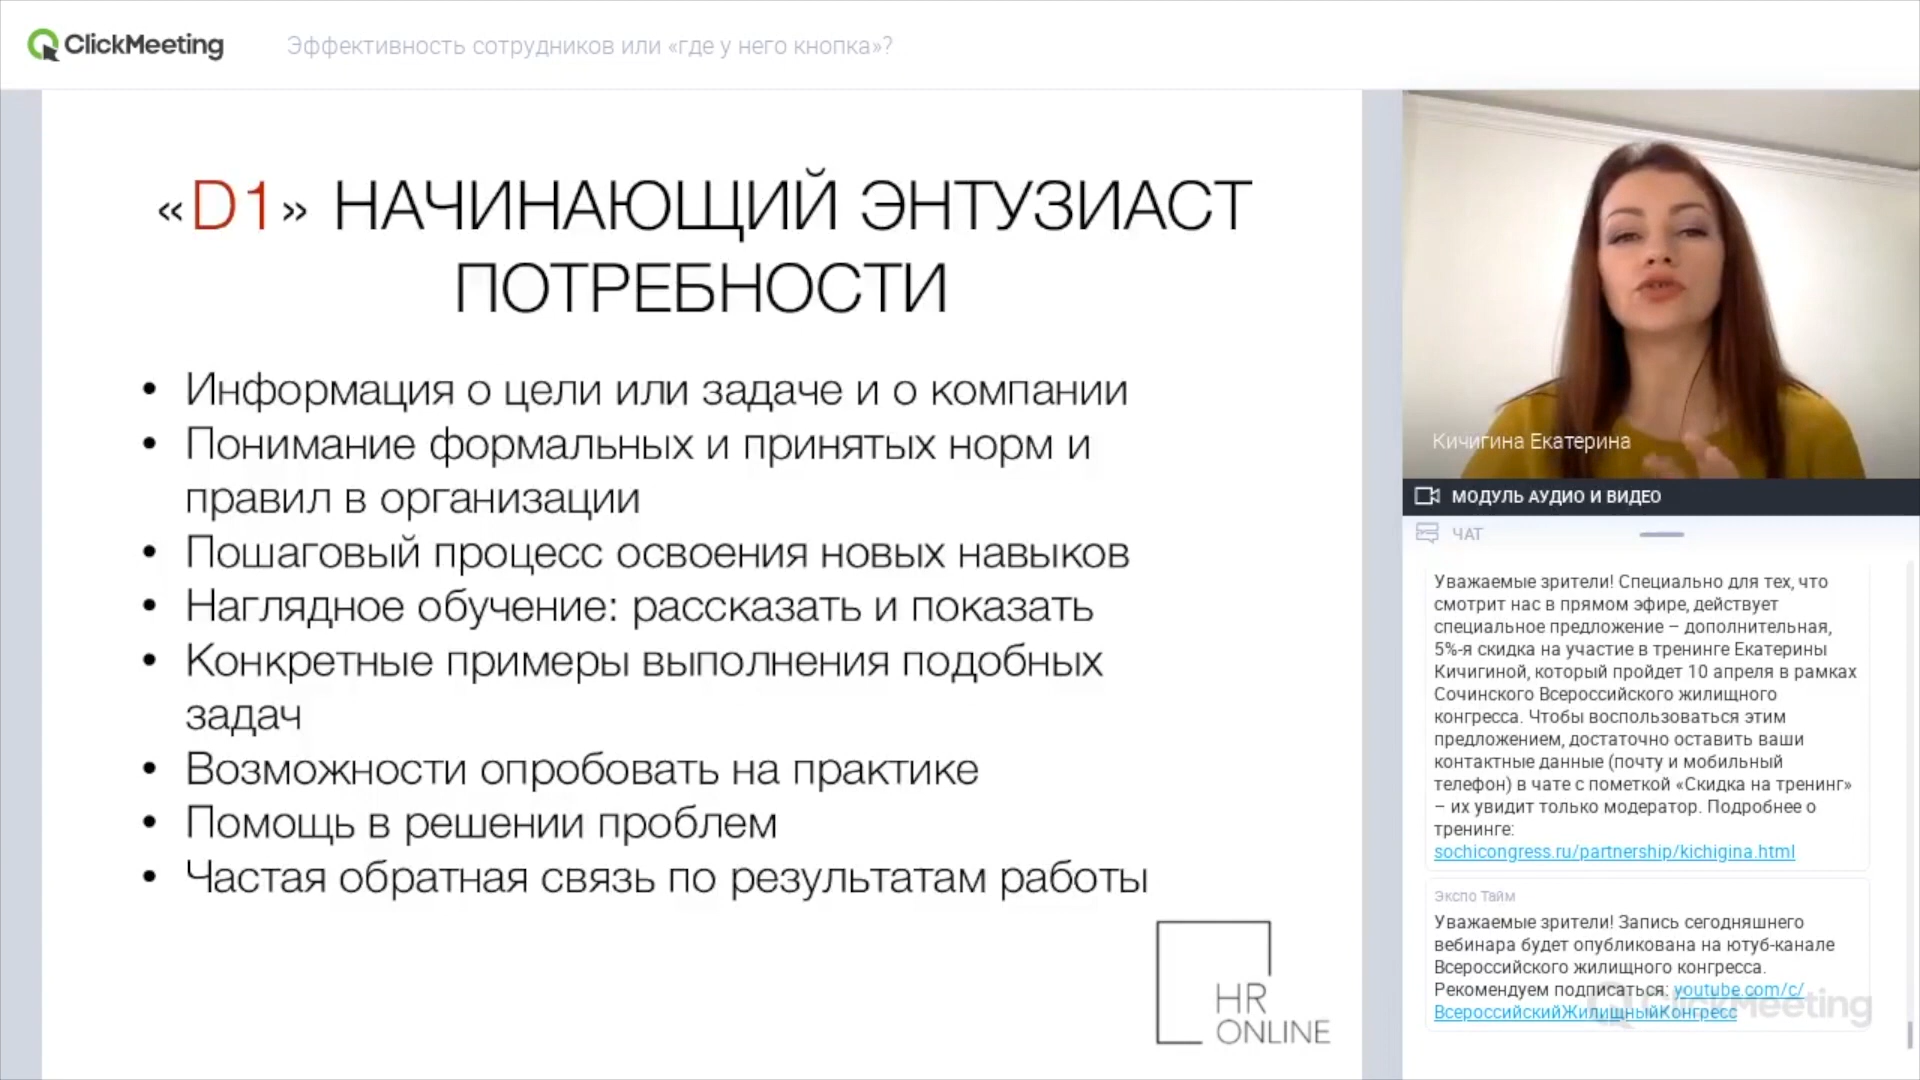 ClickMeeting
Эффективность сотрудников или «где у него кнопка»?
«D1» НАЧИНАЮЩИЙ ЭНТУЗИАСТ
ПОТРЕБНОСТИ
• Информация о цели или задаче и о компании
• Понимание формальных и принятых норм и
правил в организации
• Пошаговый процесс освоения новых навыков
• Наглядное обучение: рассказать и показать
• Конкретные примеры выполнения подобных
задач
• Возможности опробовать на практике
• Помощь в решении проблем
• Частая обратная связь по результатам работы
HR
ONLINE
Кичигина Екатерина
МОДУЛЬ АУДИО И ВИДЕО
ЧАТ
Уважаемые зрители! Специально для тех, что
смотрит нас в прямом эфире, действует
специальное предложение – дополнительная,
5%-я скидка на участие в тренинге Екатерины
Кичигиной, который пройдет 10 апреля в рамках
Сочинского Всероссийского жилищного
конгресса. Чтобы воспользоваться этим
предложением, достаточно оставить ваши
контактные данные (почту и мобильный
телефон) в чате с пометкой «Скидка на тренинг»
– их увидит только модератор. Подробнее о
тренинге:
sochicongress.ru/partnership/kichigina.html
Экспо Тайм
Уважаемые зрители! Запись сегодняшнего
вебинара будет опубликована на ютуб-канале
Всероссийского жилищного конгресса.
Рекомендуем подписаться: youtube.com/c/
ВсероссийскийЖилищныйКонгресс
ClickMeeting